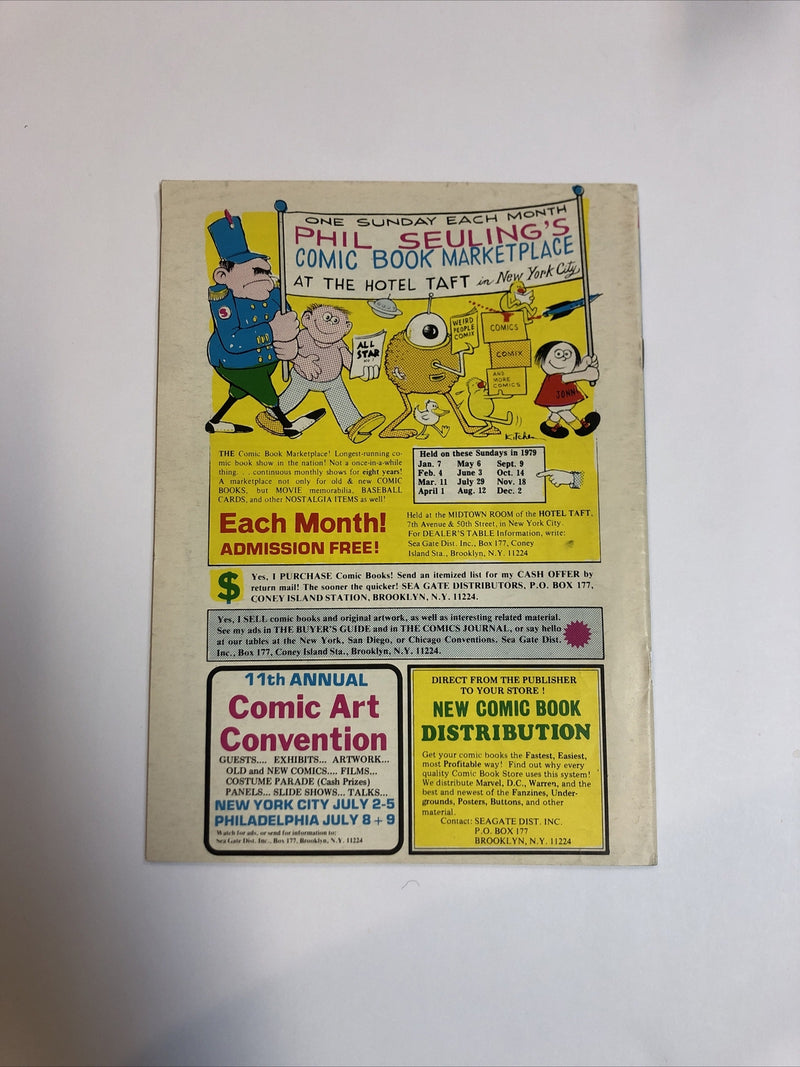 ONE SUNDAY EACH MONTH
PHIL SEULING'S
COMIC BOOK MARKETPLACE
AT THE HOTEL TAFT in New York City
ALL
STAR
WEIRD
PEOPLE
COMIX
COMICS
COMIX
AND
MORE
COMICS
JOHN
THE Comic Book Marketplace! Longest-running co-
mic book show in the nation! Not a once-in-a-while
thing. . . continuous monthly shows for eight years!
A marketplace not only for old & new COMIC
BOOKS, but MOVIE memorabilia, BASEBALL
CARDS, and other NOSTALGIA ITEMS as well!
Each Month!
ADMISSION FREE!
Held on these Sundays in 1979
Jan. 7 May 6 Sept. 9
Feb. 4 June 3 Oct. 14
Mar. 11 July 29 Nov. 18
April 1 Aug. 12 Dec. 2
Held at the MIDTOWN ROOM of the HOTEL TAFT,
7th Avenue & 50th Street, in New York City.
For DEALER'S TABLE Information, write:
Sea Gate Dist. Inc., Box 177, Coney
Island Sta., Brooklyn, N.Y. 11224
$
Yes, I PURCHASE Comic Books! Send an itemized list for my CASH OFFER by
return mail! The sooner the quicker! SEA GATE DISTRIBUTORS, P.O. BOX 177,
CONEY ISLAND STATION, BROOKLYN, N.Y. 11224.
Yes, I SELL comic books and original artwork, as well as interesting related material.
See my ads in THE BUYER'S GUIDE and in THE COMICS JOURNAL, or say hello
at our tables at the New York, San Diego, or Chicago Conventions. Sea Gate Dist.
Inc., Box 177, Coney Island Sta., Brooklyn, N.Y. 11224.
11th ANNUAL
Comic Art
Convention
GUESTS.... EXHIBITS... ARTWORK...
OLD and NEW COMICS.... FILMS...
COSTUME PARADE (Cash Prizes)
PANELS... SLIDE SHOWS... TALKS...
NEW YORK CITY JULY 2-5
PHILADELPHIA JULY 8 + 9
Watch for ads, or send for information to:
Sea Gate Dist. Inc., Box 177, Brooklyn, N.Y. 11224
DIRECT FROM THE PUBLISHER
TO YOUR STORE !
NEW COMIC BOOK
DISTRIBUTION
Get your comic books the Fastest, Easiest,
most Profitable way! Find out why every
quality Comic Book Store uses this system!
We distribute Marvel, D.C., Warren, and the
best and newest of the Fanzines, Under-
grounds, Posters, Buttons, and other
material.
Contact: SEAGATE DIST. INC.
P.O. BOX 177
BROOKLYN, N.Y. 11224